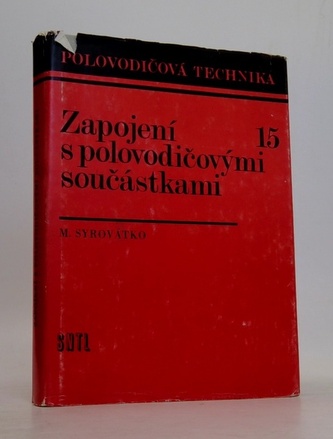 POLOVODIČOVÁ TECHNIKA
Zapojení 15
s polovodičovými
součástkami
M. SYROVÁTKO
SNTL